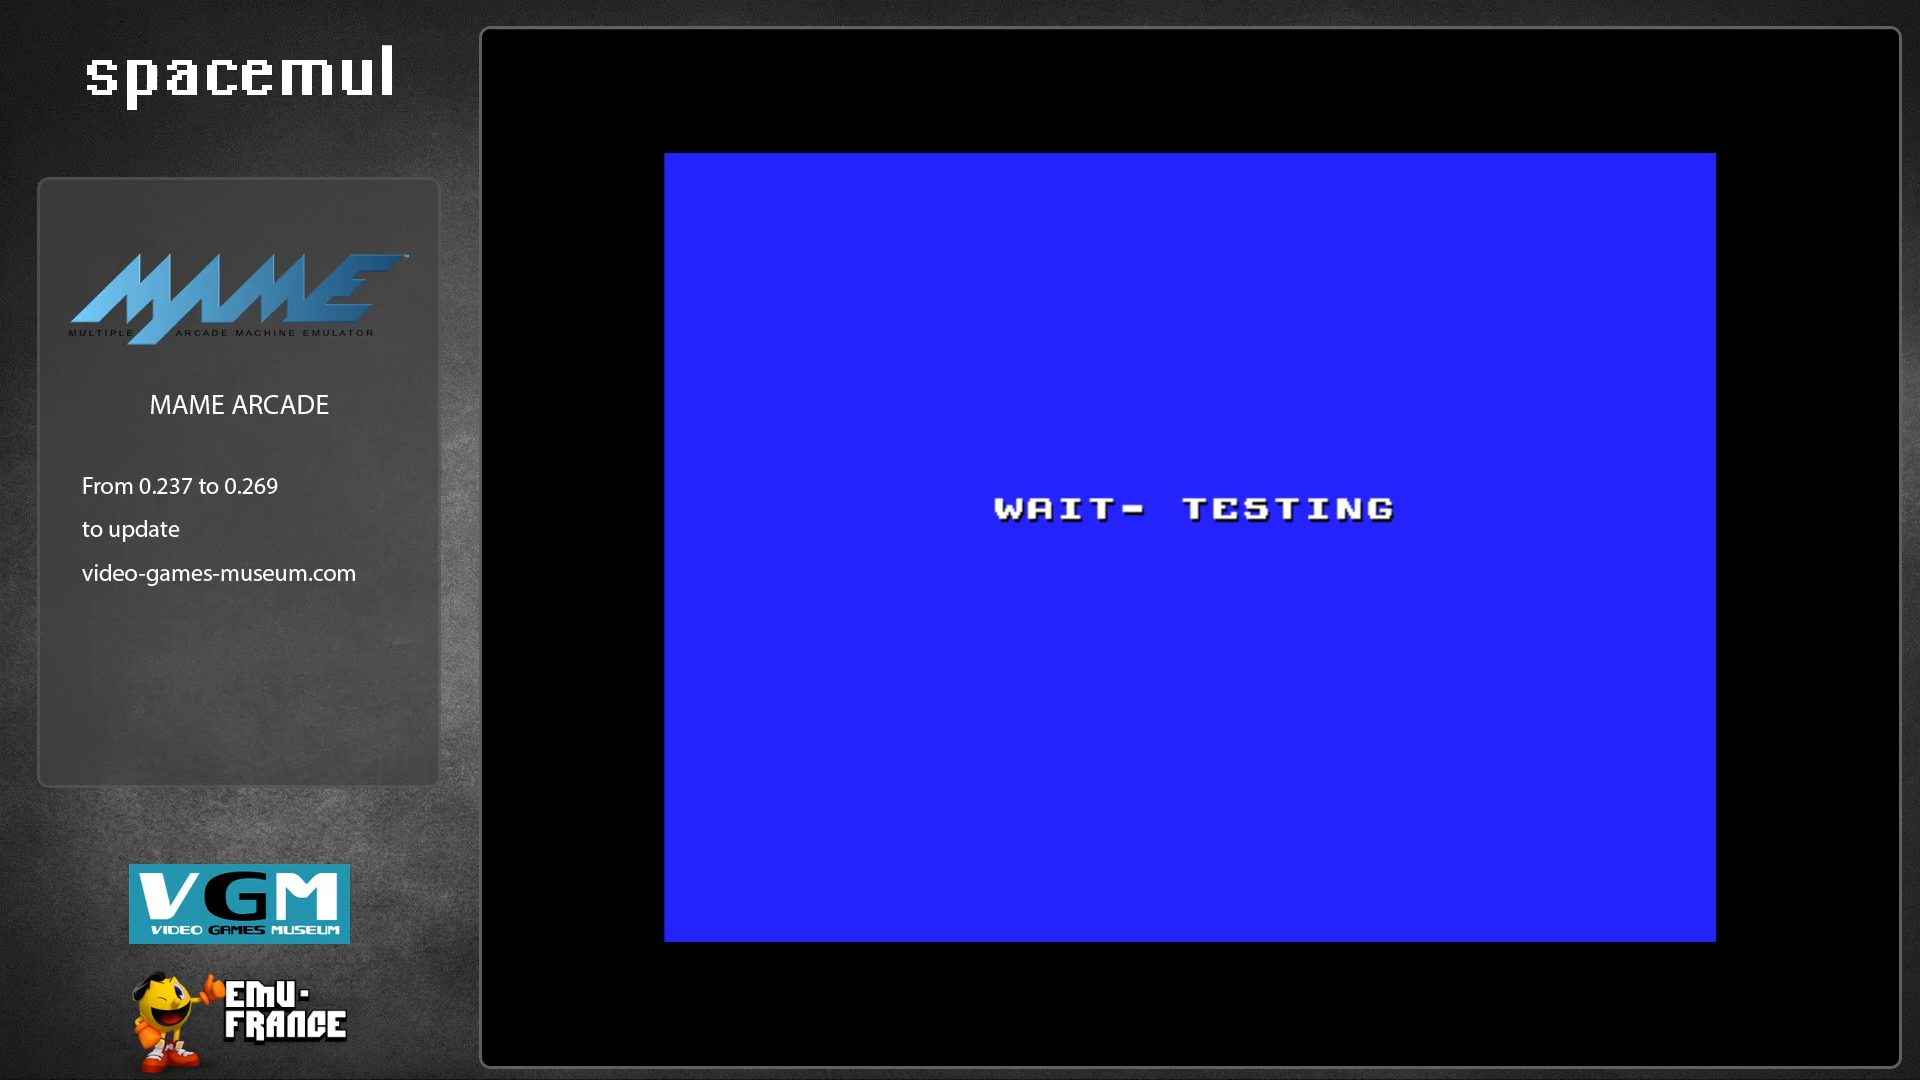 spacemul
MAME
MULTIPLE ARCADE MACHINE EMULATOR
MAME ARCADE
From 0.237 to 0.269
to update
video-games-museum.com
WAIT- TESTING
VGM
VIDEO GAMES MUSEUM
EMU-
FRANCE